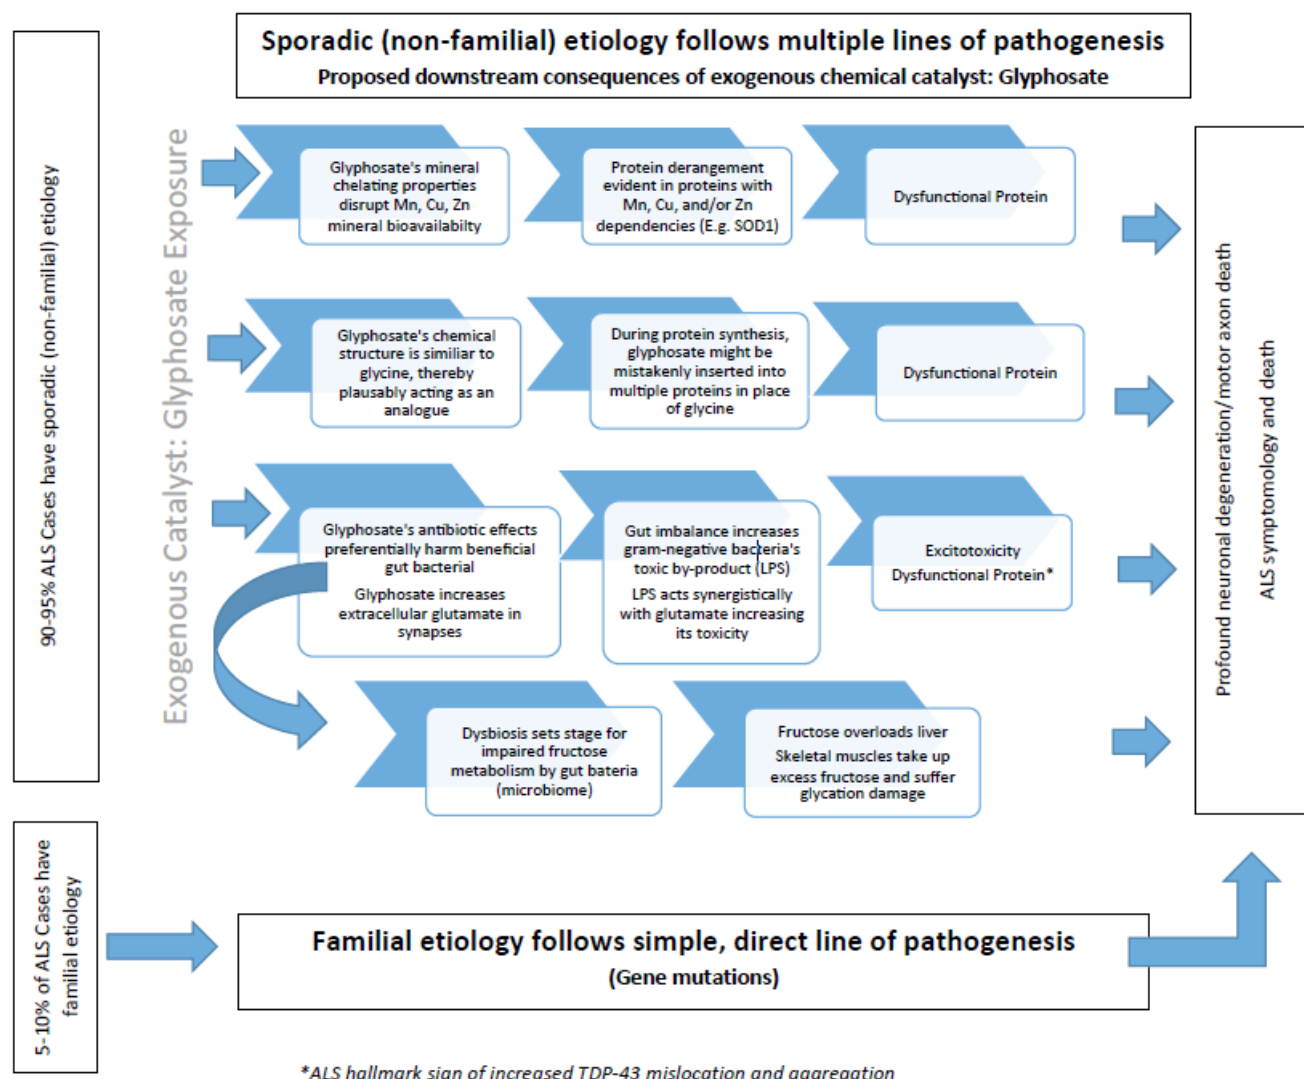 Sporadic (non-familial) etiology follows multiple lines of pathogenesis
Proposed downstream consequences of exogenous chemical catalyst: Glyphosate
90-95% ALS Cases have sporadic (non-familial) etiology
Exogenous Catalyst: Glyphosate Exposure
Glyphosate's mineral
chelating properties
disrupt Mn, Cu, Zn
mineral bioavailabilty
Protein derangement
evident in proteins with
Mn, Cu, and/or Zn
dependencies (E.g. SOD1)
Dysfunctional Protein
Glyphosate's chemical
structure is similiar to
glycine, thereby
plausably acting as an
analogue
During protein synthesis,
glyphosate might be
mistakenly inserted into
multiple proteins in place
of glycine
Dysfunctional Protein
Glyphosate's antibiotic effects
preferentially harm beneficial
gut bacterial
Glyphosate increases
extracellular glutamate in
synapses
Gut imbalance increases
gram-negative bacteria's
toxic by-product (LPS)
LPS acts synergistically
with glutamate increasing
its toxicity
Excitotoxicity
Dysfunctional Protein*
Dysbiosis sets stage for
impaired fructose
metabolism by gut bateria
(microbiome)
Fructose overloads liver
Skeletal muscles take up
excess fructose and suffer
glycation damage
Profound neuronal degeneration/motor axon death
ALS symptomology and death
5-10% of ALS Cases have
familial etiology
Familial etiology follows simple, direct line of pathogenesis
(Gene mutations)
*ALS hallmark sign of increased TDP-43 mislocation and aggregation